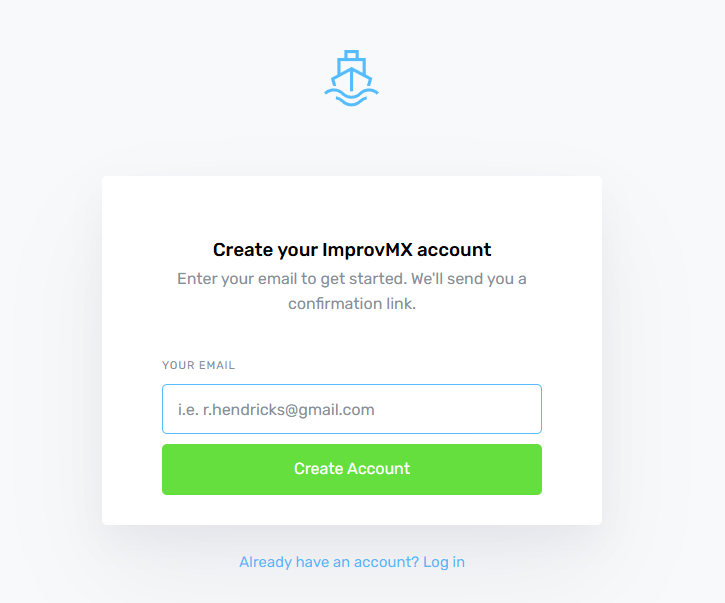 Create your ImprovMX account
Enter your email to get started. We'll send you a
confirmation link.
YOUR EMAIL
i.e. r.hendricks@gmail.com
Create Account
Already have an account? Log in